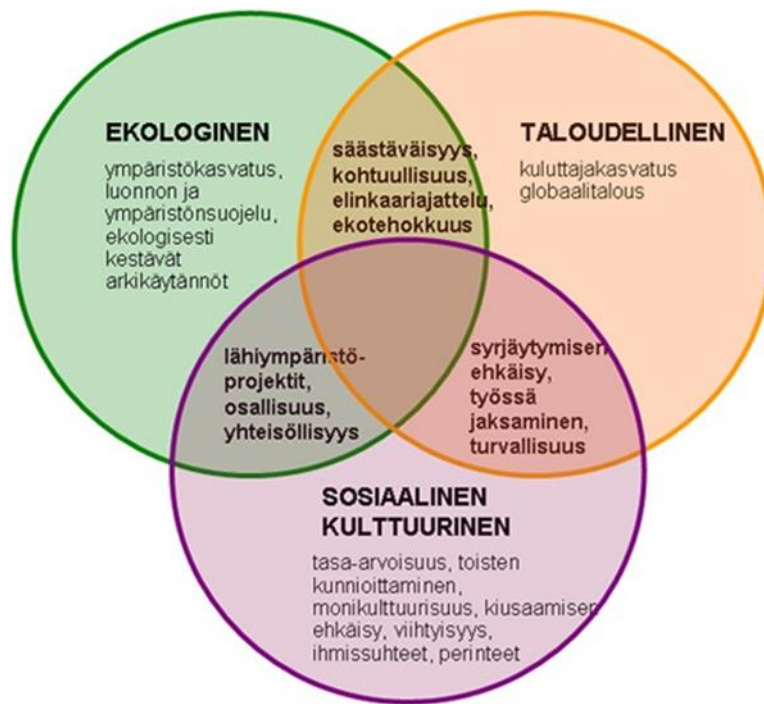 EKOLOGINEN
ympäristökasvatus,
luonnon ja
ympäristönsuojelu,
ekologisesti
kestävät
arkikäytännöt
säästäväisyys,
kohtuullisuus,
elinkaariajattelu,
ekotehokkuus
TALOUDELLINEN
kuluttajakasvatus
globaalitalous
lähiympäristö-
projektit,
osallisuus,
yhteisöllisyys
syrjäytymisen
ehkäisy,
työssä
jaksaminen,
turvallisuus
SOSIAALINEN
KULTTUURINEN
tasa-arvoisuus, toisten
kunnioittaminen,
monikulttuurisuus, kiusaamisen
ehkäisy, viihtyisyys,
ihmissuhteet, perinteet